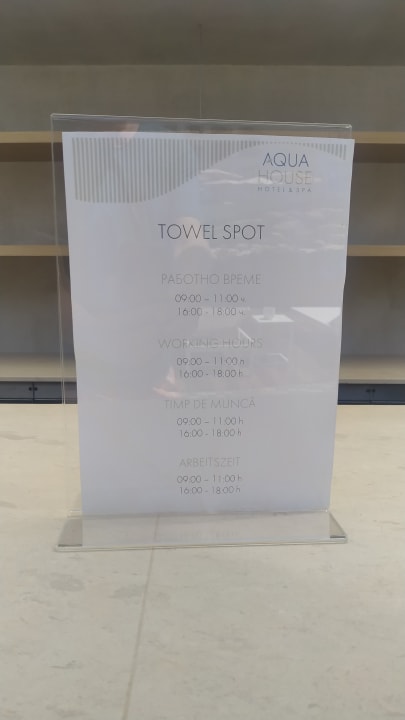 AQUA
HOUSE
HOTEL & SPA
TOWEL SPOT
РАБОТНО ВРЕМЕ
09:00 – 11:00 ч.
16:00 - 18:00 ч.
WORKING HOURS
09:00 – 11:00 h
16:00 - 18:00 h
TIMP DE MUNCĂ
09:00 – 11:00 h
16:00 - 18:00 h
ARBEITSZEIT
09:00 – 11:00 h
16:00 - 18:00 h